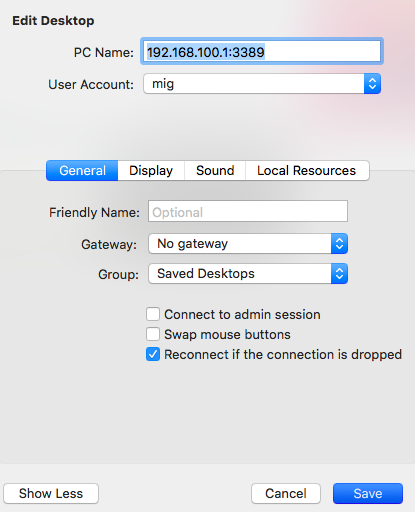 Edit Desktop
PC Name: 192.168.100.1:3389
User Account: mig
General Display Sound Local Resources
Friendly Name: Optional
Gateway: No gateway
Group: Saved Desktops
Connect to admin session
Swap mouse buttons
Reconnect if the connection is dropped
Show Less Cancel Save